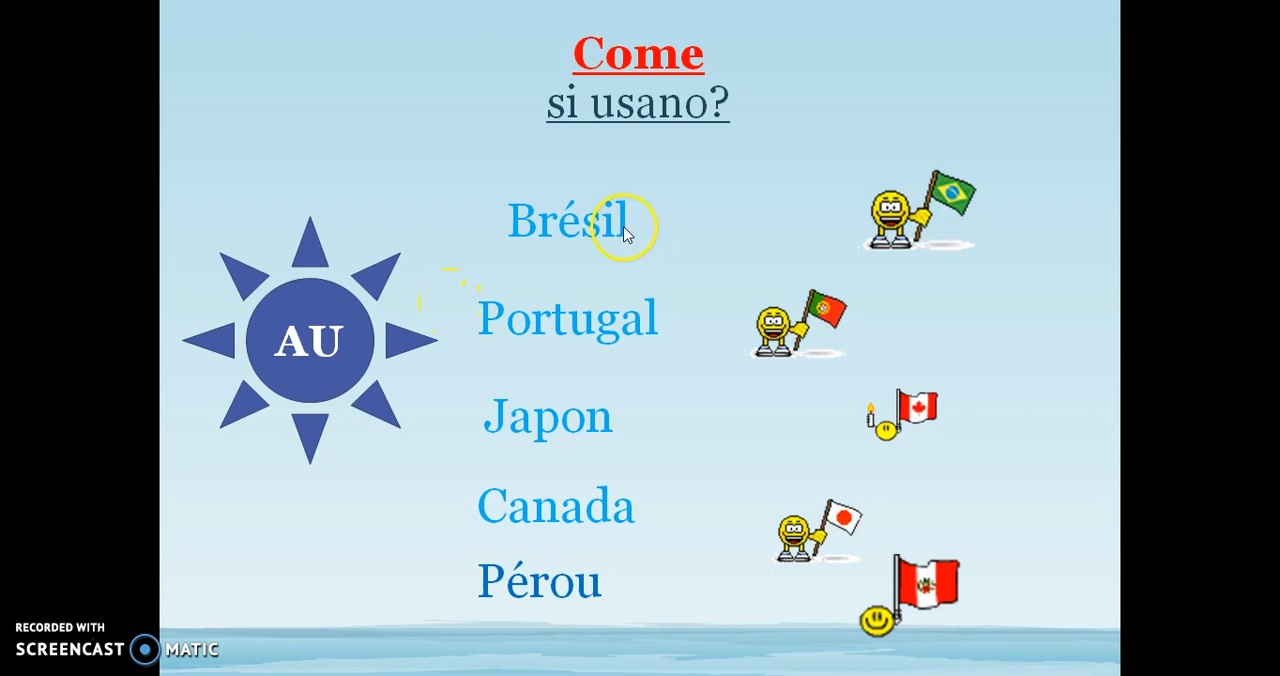 Come
si usano?
Brésil
Portugal
AU
Japon
Canada
Pérou
RECORDED WITH
SCREENCAST MATIC